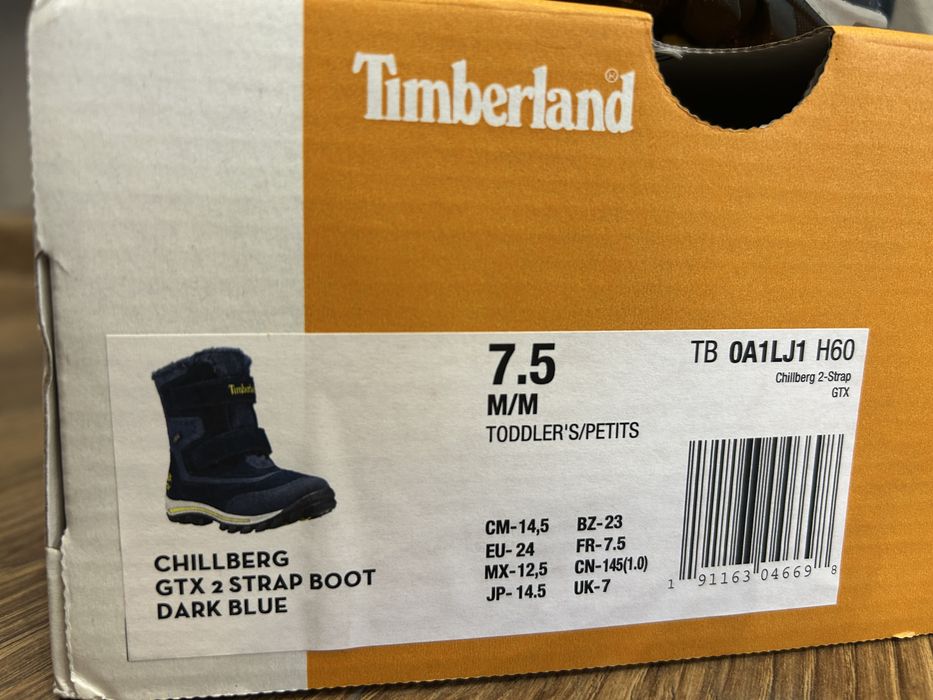 Timberland®
Timberland
CHILLBERG
GTX 2 STRAP BOOT
DARK BLUE
7.5
M/M
TODDLER'S/PETITS
CM-14,5 BZ-23
EU- 24 FR-7.5
MX-12,5 CN-145(1.0)
JP- 14.5 UK-7
TB 0A1LJ1 H60
Chillberg 2-Strap
GTX
1 91163 04669 8